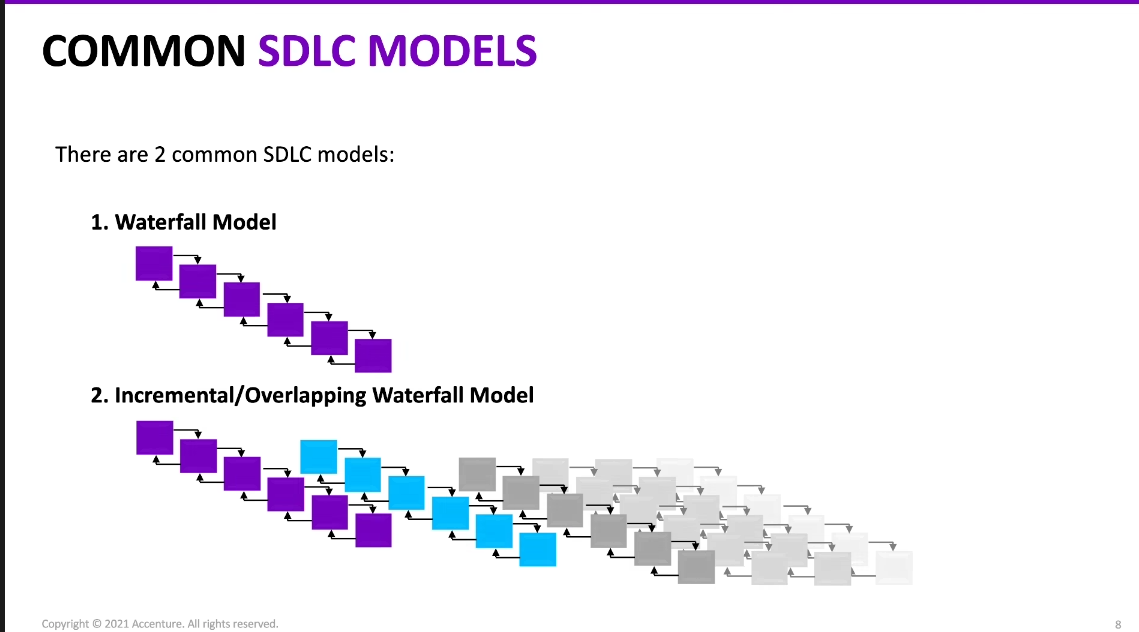 COMMON SDLC MODELS
There are 2 common SDLC models:
1. Waterfall Model
2. Incremental/Overlapping Waterfall Model
Copyright © 2021 Accenture. All rights reserved.
8